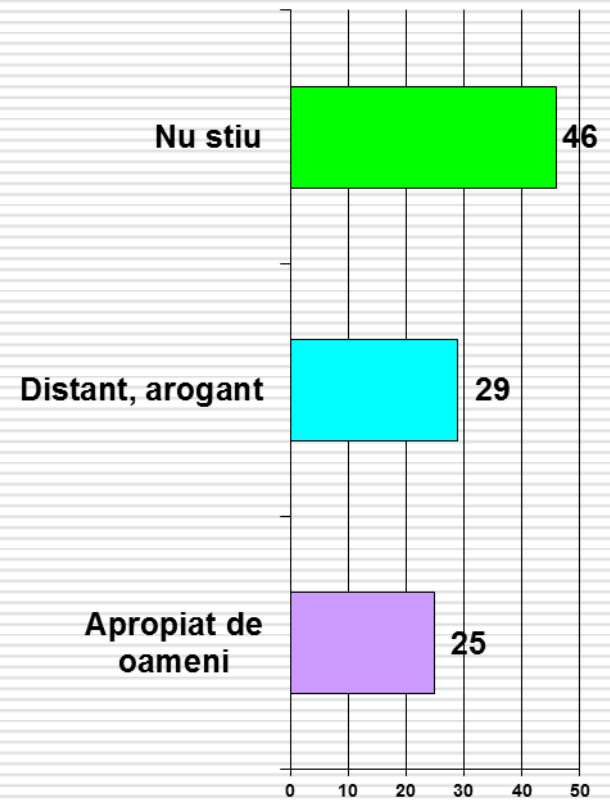 Nu stiu
46
Distant, arogant
29
Apropiat de
oameni
25
0 10 20 30 40 50